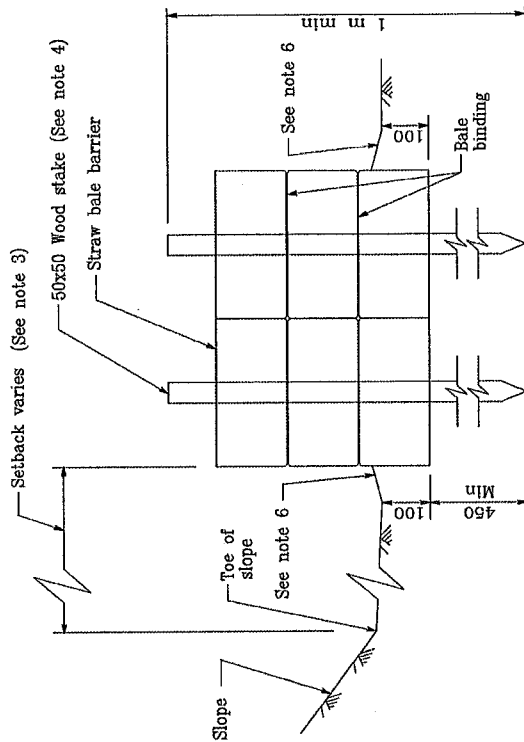 Setback varies (See note 3)
50x50 Wood stake (See note 4)
Straw bale barrier
See note 6
1 m min
100
Bale
binding
Slope
Toe of
slope
See note 6
100
450
Min